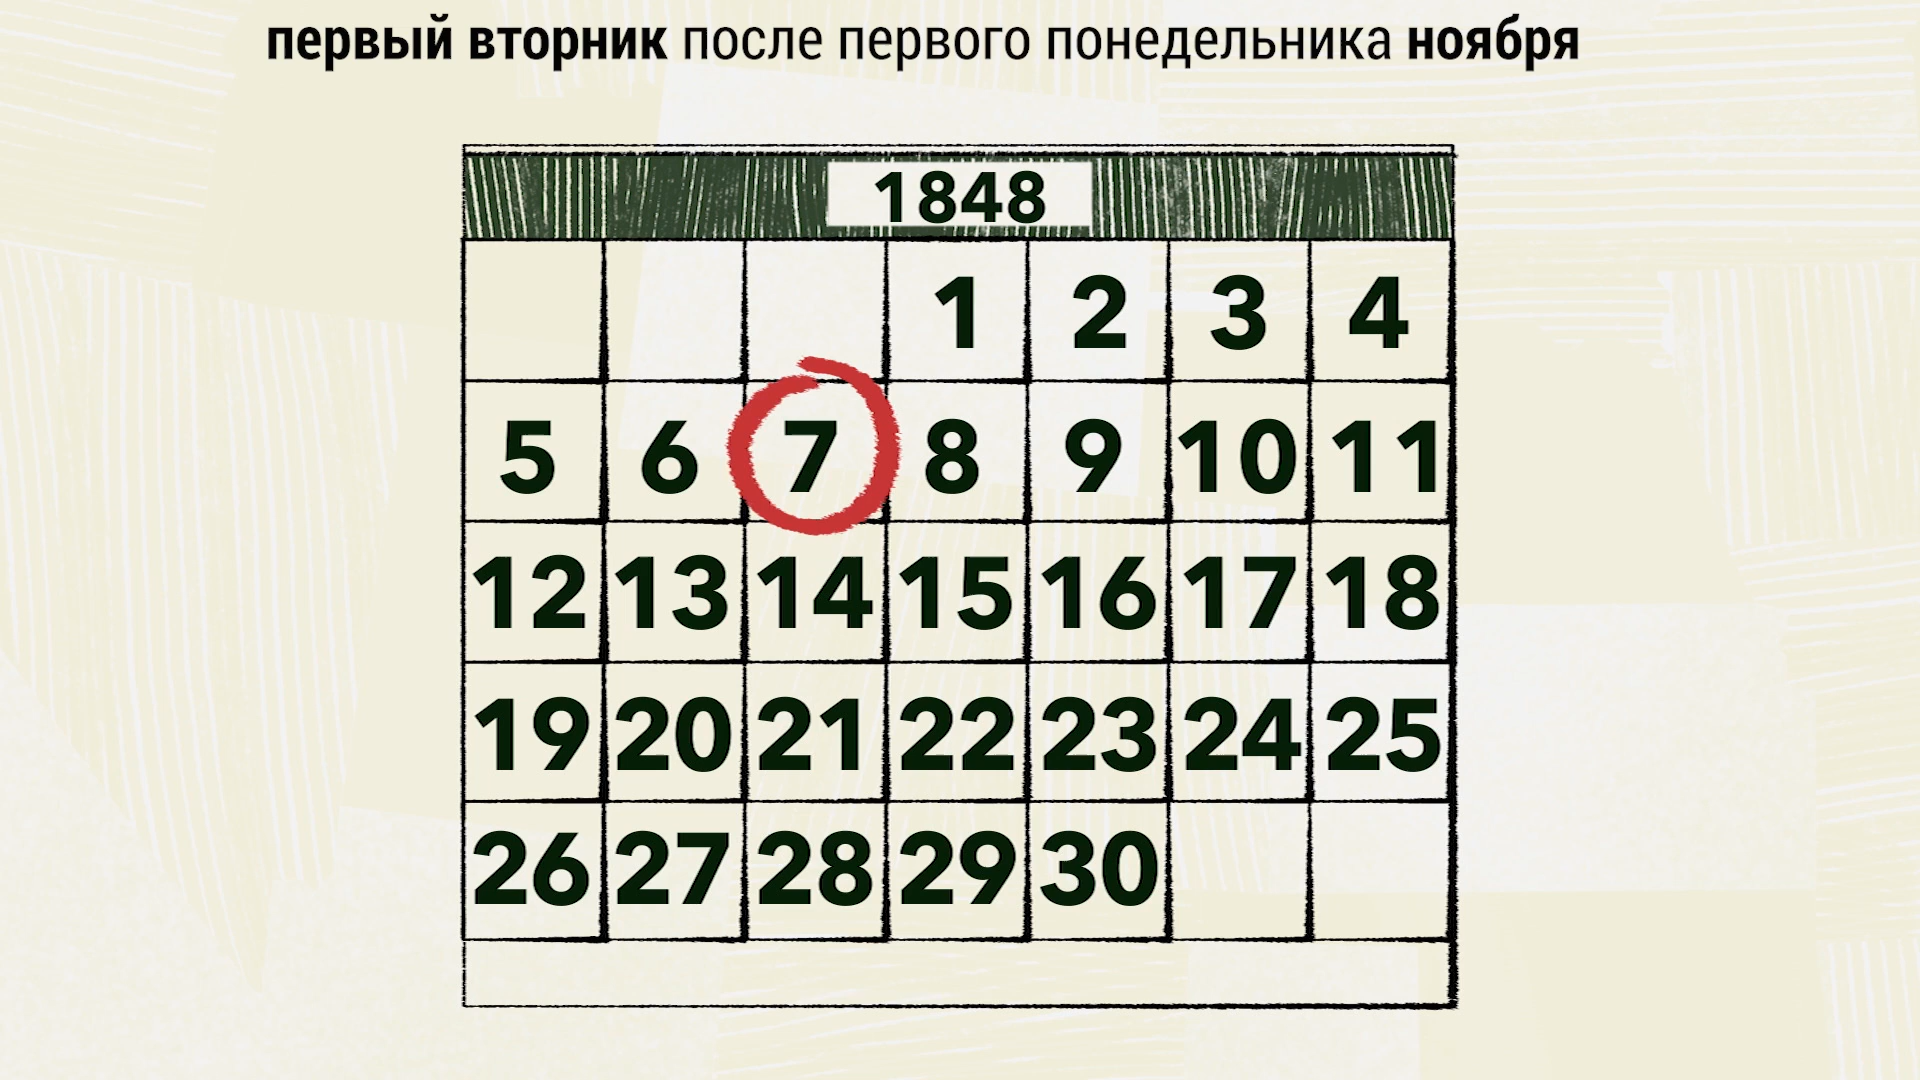 первый вторник после первого понедельника ноября
1848
1 2 3 4
5 6 7 8 9 10 11
12 13 14 15 16 17 18
19 20 21 22 23 24 25
26 27 28 29 30